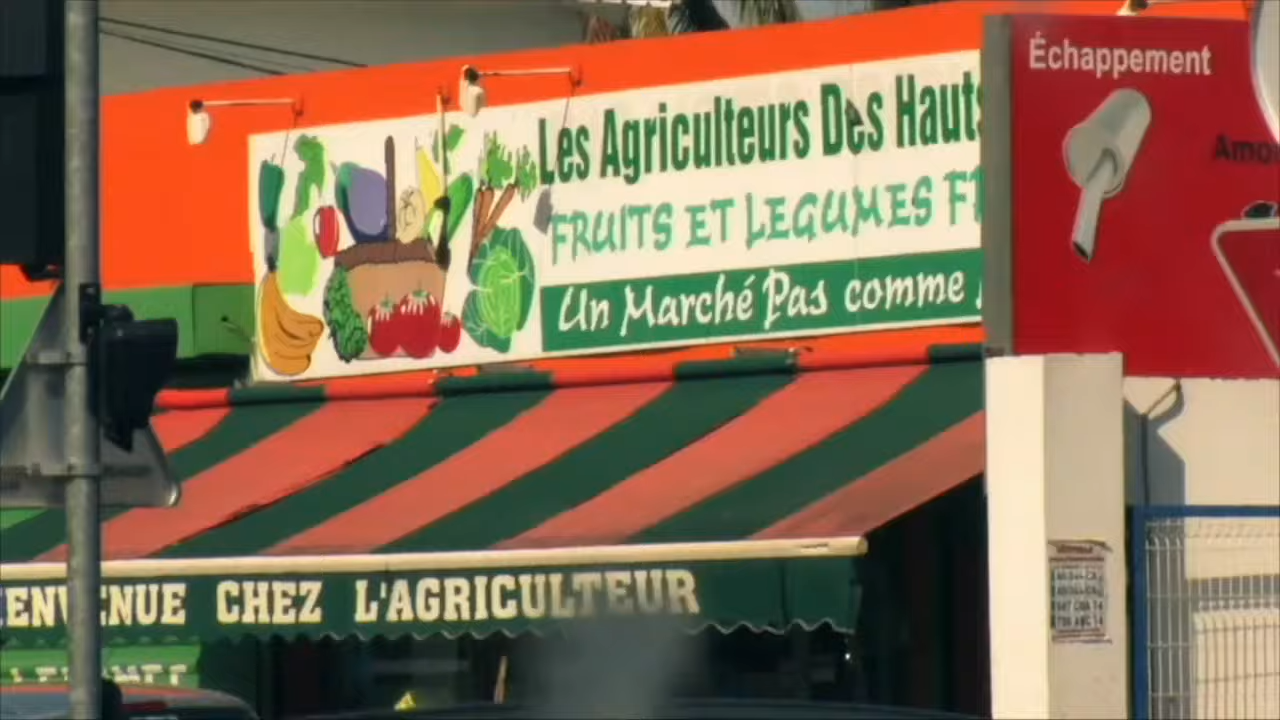 Les Agriculteurs Des Hauts
FRUITS ET LEGUMES
Un Marché Pas comme
Échappement
CHEZ L'AGRICULTEUR